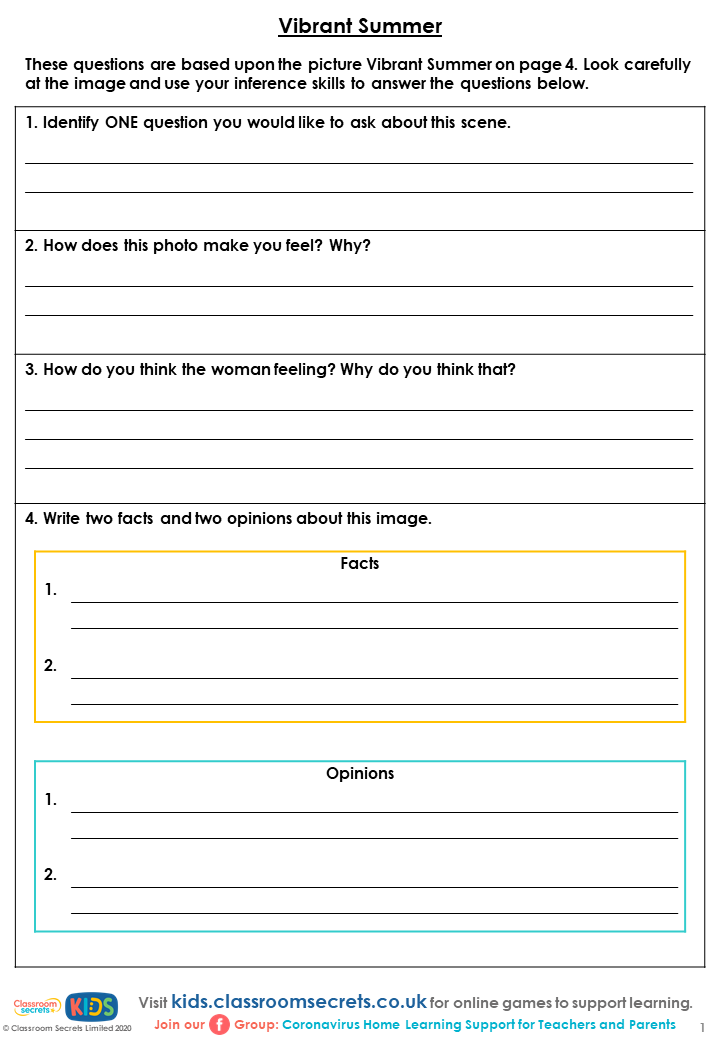 Vibrant Summer
These questions are based upon the picture Vibrant Summer on page 4. Look carefully
at the image and use your inference skills to answer the questions below.
1. Identify ONE question you would like to ask about this scene.
2. How does this photo make you feel? Why?
3. How do you think the woman feeling? Why do you think that?
4. Write two facts and two opinions about this image.
Facts
1.
2.
Opinions
1.
2.
Classroom
secrets
KIDS
© Classroom Secrets Limited 2020
Visit kids.classroomsecrets.co.uk for online games to support learning.
Join our f Group: Coronavirus Home Learning Support for Teachers and Parents
1